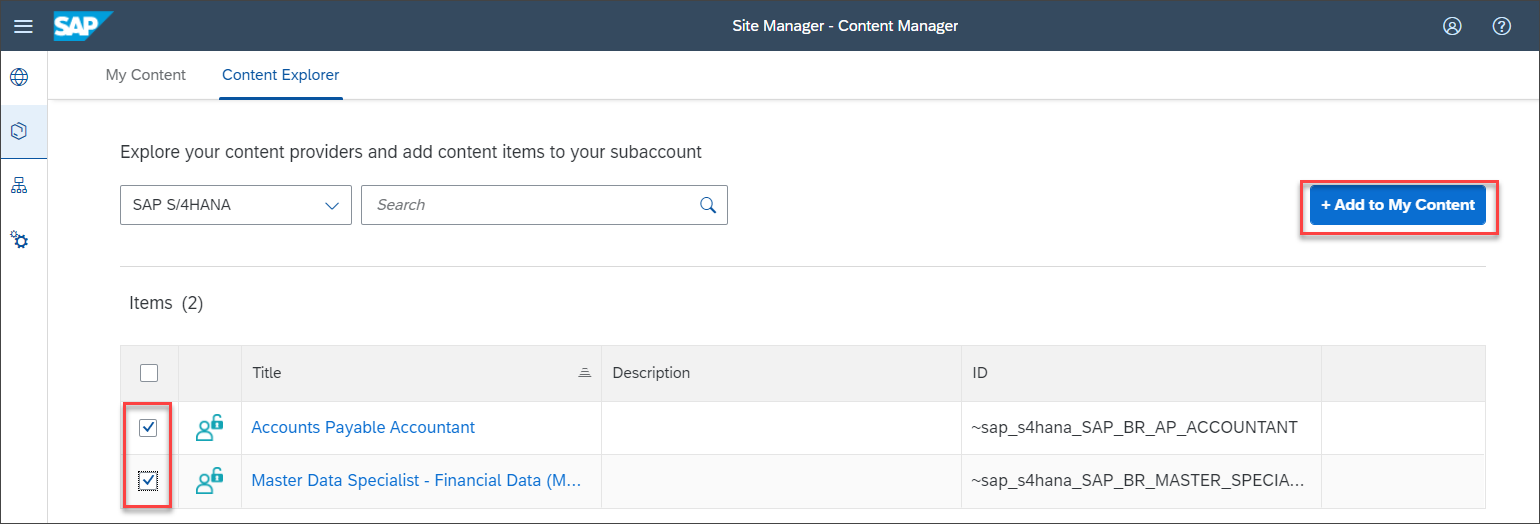 SAP
Site Manager - Content Manager
My Content
Content Explorer
Explore your content providers and add content items to your subaccount
SAP S/4HANA
Search
+ Add to My Content
Items (2)
Title
Description
ID
Accounts Payable Accountant
~sap_s4hana_SAP_BR_AP_ACCOUNTANT
Master Data Specialist - Financial Data (M...
~sap_s4hana_SAP_BR_MASTER_SPECIA...